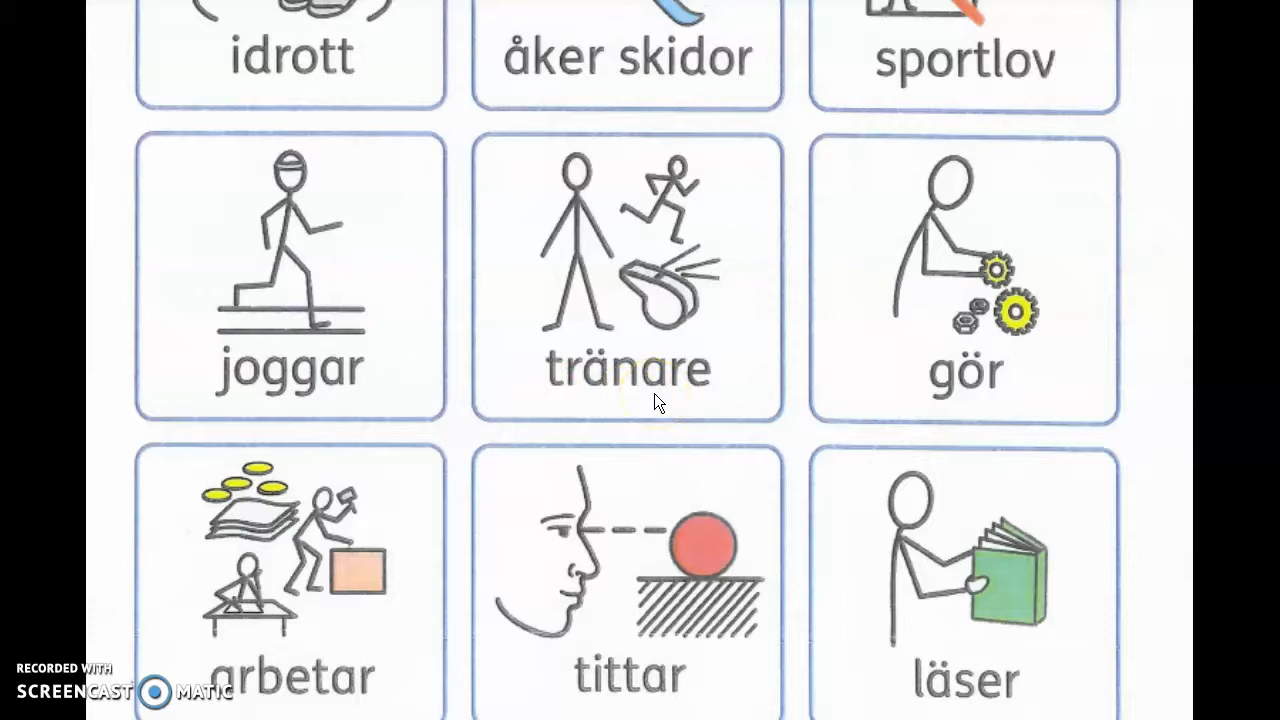 idrott
åker skidor
sportlov
joggar
tränare
gör
arbetar
tittar
läser
RECORDED WITH
SCREENCAST MATIC